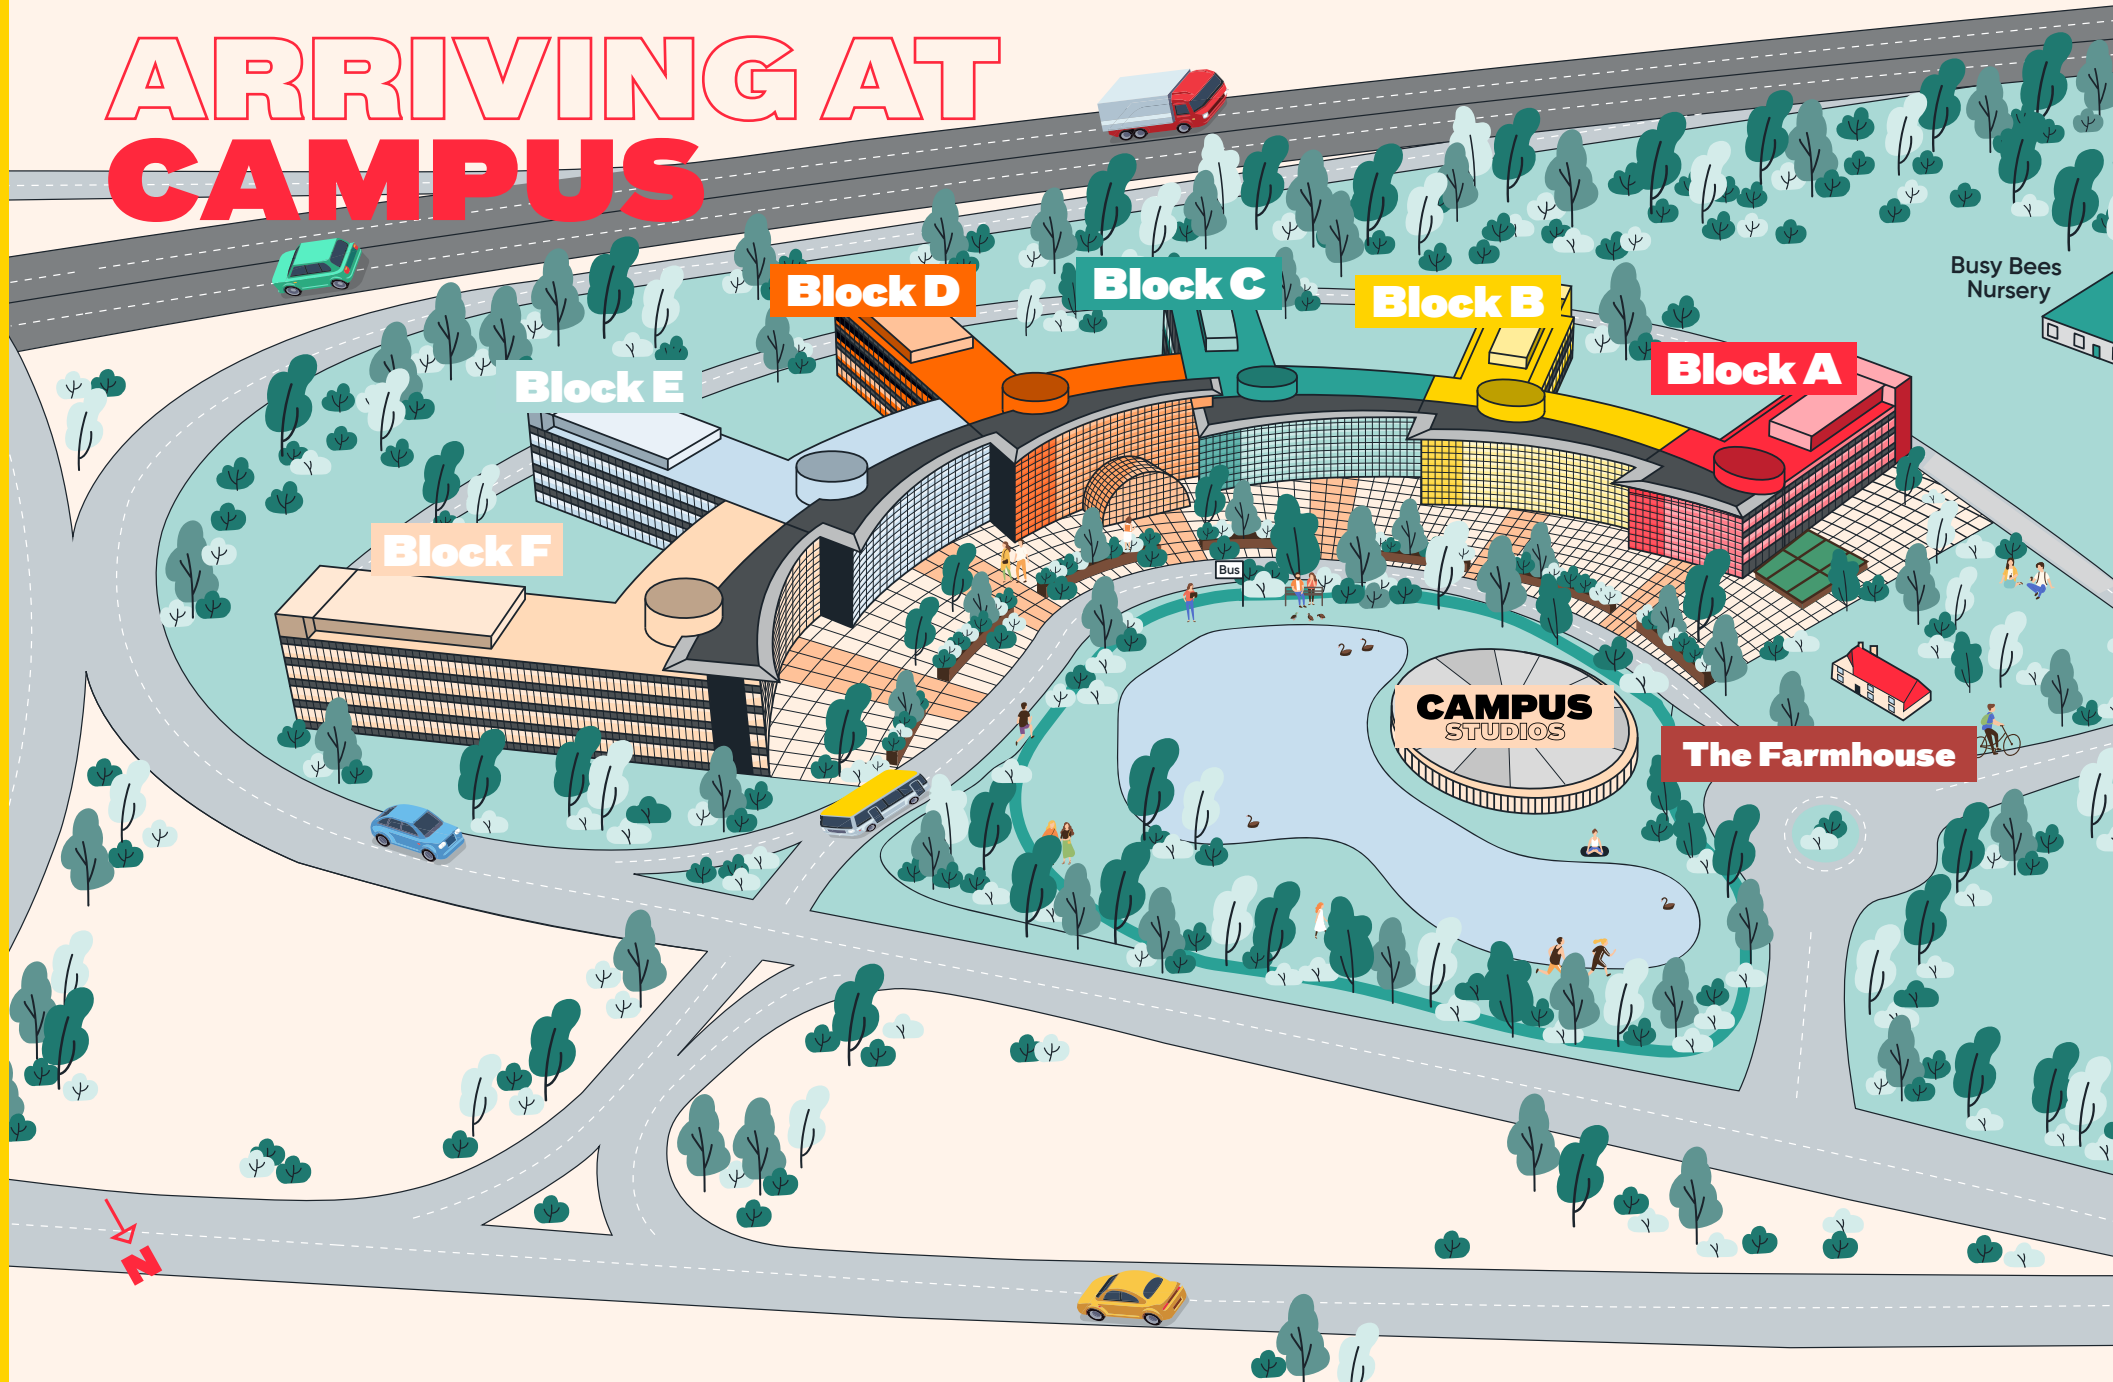 ARRIVING AT
CAMPUS
Block D
Block C
Block B
Block A
Busy Bees
Nursery
Block E
Block F
Bus
CAMPUS
STUDIOS
The Farmhouse
N